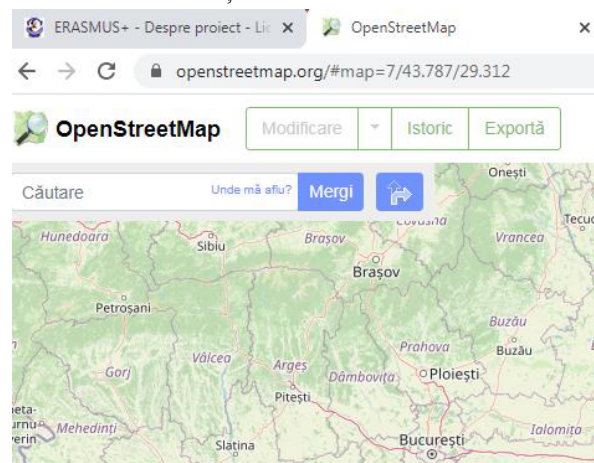 ERASMUS+ - Despre proiect - Lic
OpenStreetMap
openstreetmap.org/#map=7/43.787/29.312
OpenStreetMap Modificare Istoric Exportă
Căutare Unde mă aflu? Mergi
Onești
Covasna
Tecuc
Hunedoara
Sibiu
Brașov
Vrancea
Brașov
Petroșani
Buzău
Prahova
Buzău
Gorj
Vâlcea
Argeș
Dâmbovița
Ploiești
Pitești
Mehedinți
Ialomița
București
Slatina